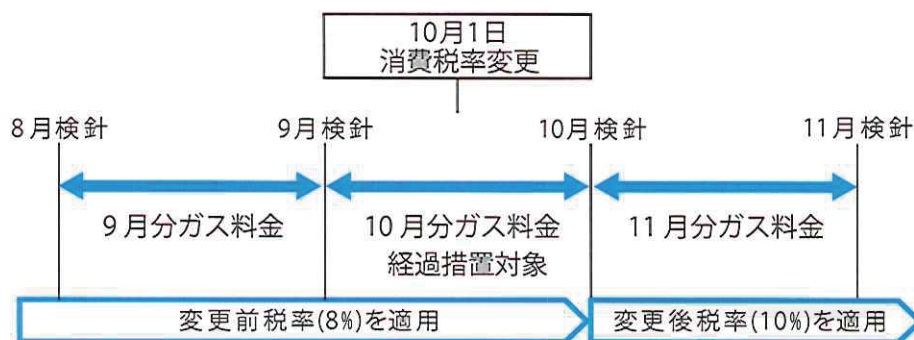 10月1日
消費税率変更
8月検針
9月検針
10月検針
11月検針
9月分ガス料金
10月分ガス料金
経過措置対象
11月分ガス料金
変更前税率(8%)を適用
変更後税率(10%)を適用